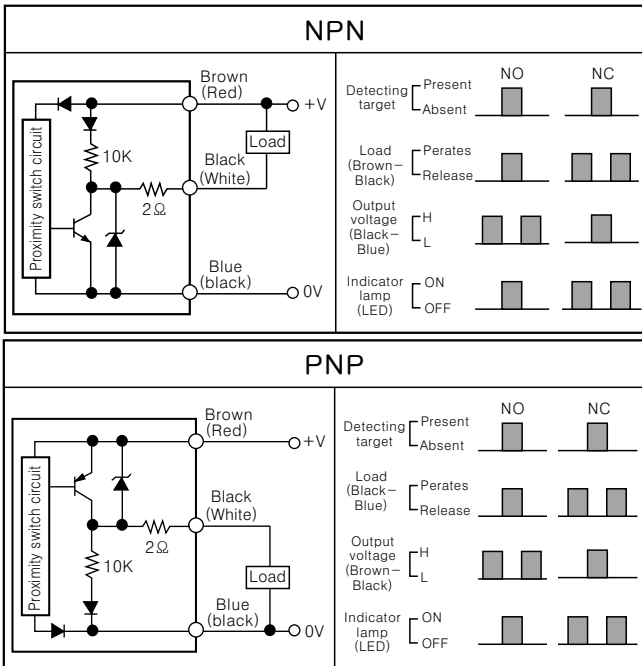 NPN
Proximity switch circuit
Brown
(Red)
+V
Load
10K
Black
(White)
2Ω
Blue
(black)
0V
NO
NC
Detecting
target
Present
Absent
Load
(Brown−
Black)
Perates
Release
Output
voltage
(Black−
Blue)
H
L
Indicator
lamp
(LED)
ON
OFF
PNP
Proximity switch circuit
Brown
(Red)
+V
Black
(White)
2Ω
10K
Load
Blue
(black)
0V
NO
NC
Detecting
target
Present
Absent
Load
(Black−
Blue)
Perates
Release
Output
voltage
(Brown−
Black)
H
L
Indicator
lamp
(LED)
ON
OFF